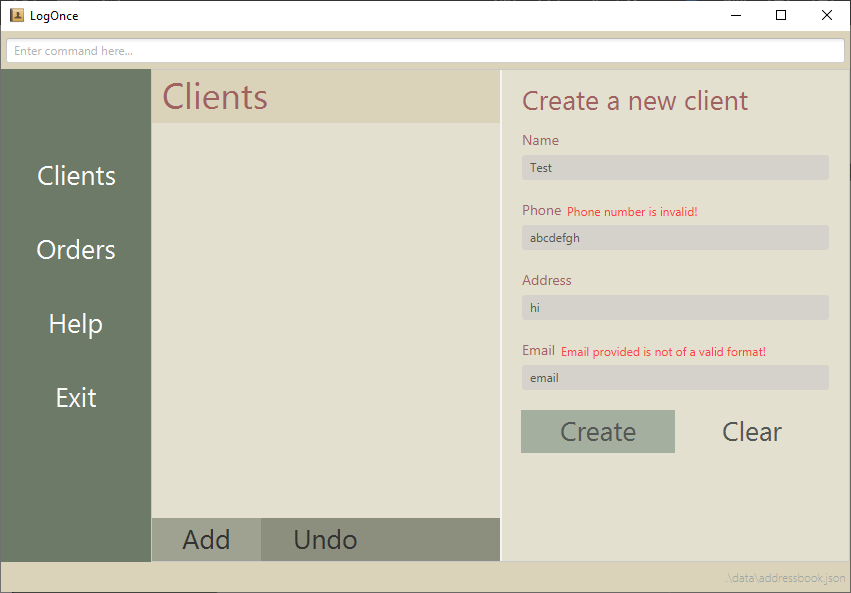 LogOnce
Enter command here...
Clients
Orders
Help
Exit
Clients
Add Undo
Create a new client
Name
Test
Phone Phone number is invalid!
abcdefgh
Address
hi
Email Email provided is not of a valid format!
email
Create Clear
.\data\addressbook.json